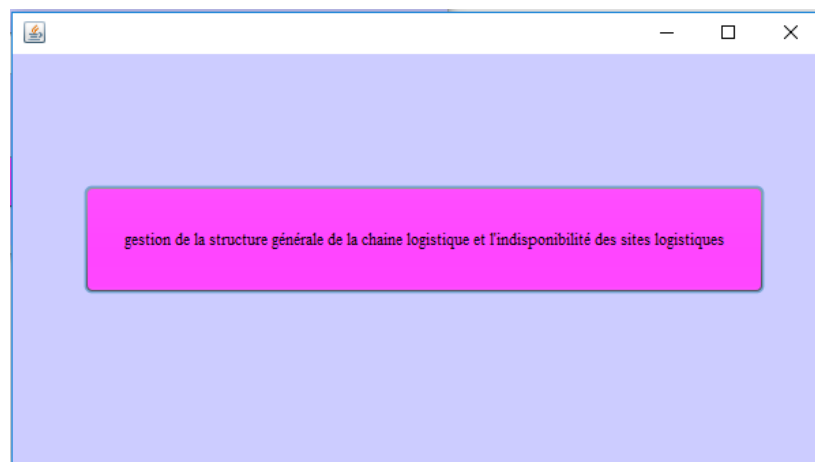 gestion de la structure générale de la chaine logistique et l'indisponibilité des sites logistiques